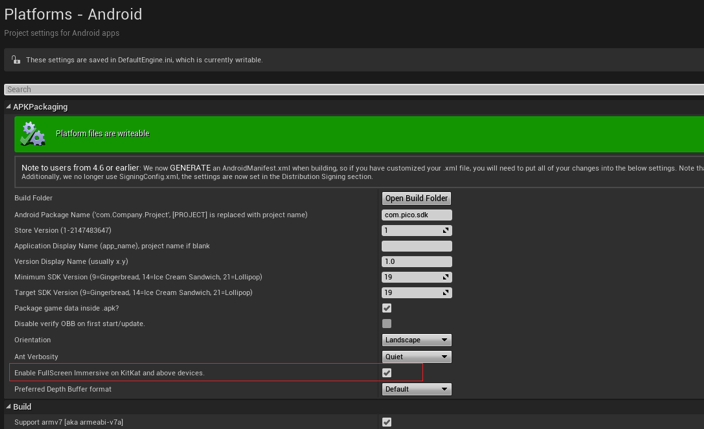 Platforms - Android
Project settings for Android apps
These settings are saved in DefaultEngine.ini, which is currently writable.
Search
APKPackaging
Platform files are writeable
Note to users from 4.6 or earlier: We now GENERATE an AndroidManifest.xml when building, so if you have customized your .xml file, you will need to put all of your changes into the below settings. Note tha
Additionally, we no longer use SigningConfig.xml, the settings are now set in the Distribution Signing section.
Build Folder Open Build Folder
Android Package Name ('com.Company.Project', [PROJECT] is replaced with project name) com.pico.sdk
Store Version (1-2147483647) 1
Application Display Name (app_name), project name if blank
Version Display Name (usually x.y) 1.0
Minimum SDK Version (9=Gingerbread, 14=Ice Cream Sandwich, 21=Lollipop) 19
Target SDK Version (9=Gingerbread, 14=Ice Cream Sandwich, 21=Lollipop) 19
Package game data inside .apk?
Disable verify OBB on first start/update.
Orientation Landscape
Ant Verbosity Quiet
Enable FullScreen Immersive on KitKat and above devices.
Preferred Depth Buffer format Default
Build
Support armv7 [aka armeabi-v7a]